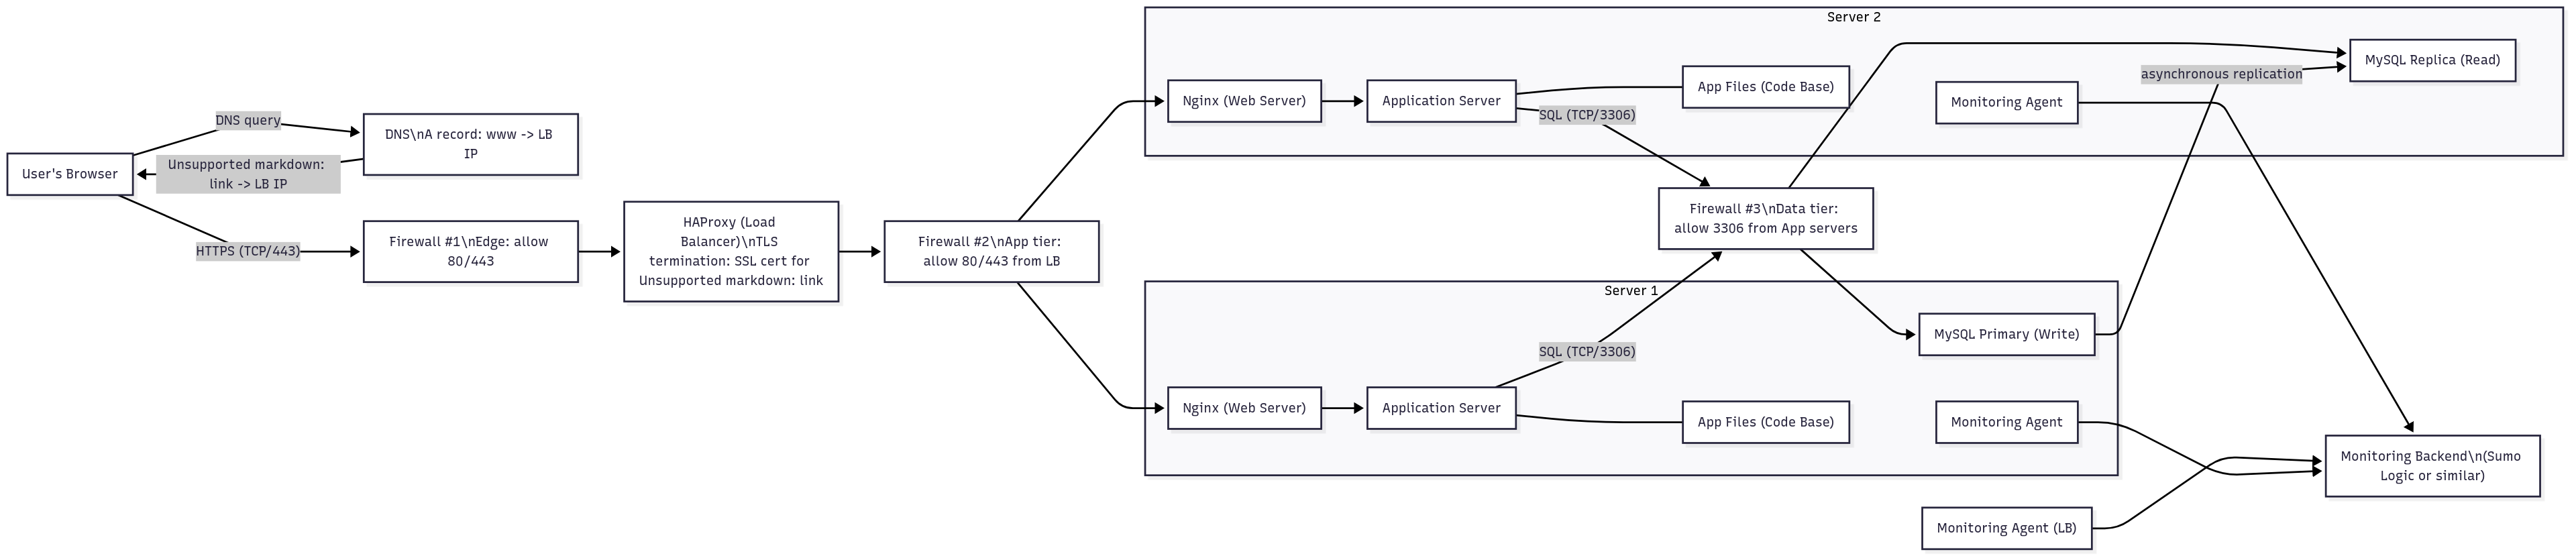 Server 2
MySQL Replica (Read)
asynchronous replication
Nginx (Web Server)
Application Server
App Files (Code Base)
Monitoring Agent
SQL (TCP/3306)
DNS query
DNS\nA record: www -> LB
IP
User's Browser
Unsupported markdown:
link -> LB IP
HTTPS (TCP/443)
Firewall #1\nEdge: allow
80/443
HAProxy (Load
Balancer)\nTLS
termination: SSL cert for
Unsupported markdown: link
Firewall #2\nApp tier:
allow 80/443 from LB
Firewall #3\nData tier:
allow 3306 from App servers
Server 1
MySQL Primary (Write)
SQL (TCP/3306)
Nginx (Web Server)
Application Server
App Files (Code Base)
Monitoring Agent
Monitoring Backend\n(Sumo
Logic or similar)
Monitoring Agent (LB)